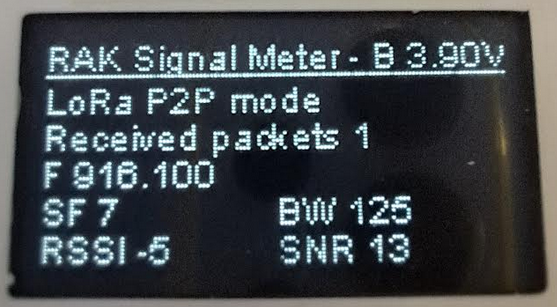 RAK Signal Meter - B 3.90V
LoRa P2P mode
Received packets 1
F 916.100
SF 7 BW 125
RSSI -5 SNR 13